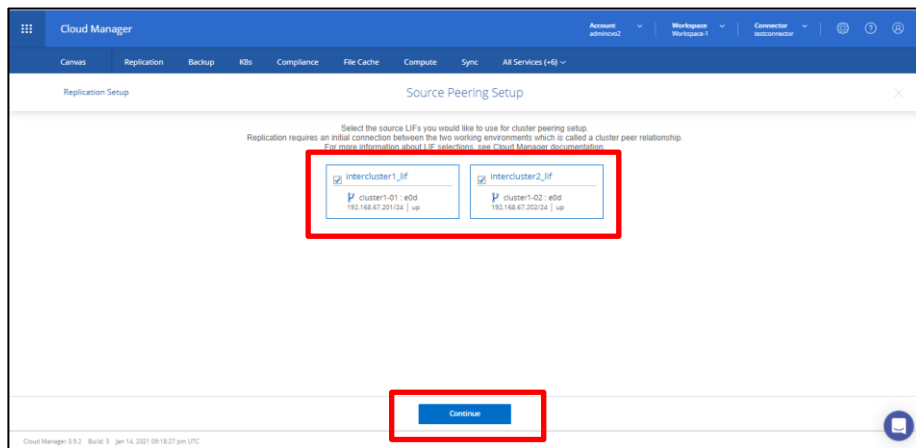 Cloud Manager
Account
admincvo2
Workspace
Workspace-1
Connector
testconnector
Canvas Replication Backup K8s Compliance File Cache Compute Sync All Services (+6)
Replication Setup
Source Peering Setup
Select the source LIFs you would like to use for cluster peering setup.
Replication requires an initial connection between the two working environments which is called a cluster peer relationship.
For more information about LIF selections, see Cloud Manager documentation.
intercluster1_lif
cluster1-01 : e0d
192.168.67.201/24 | up
intercluster2_lif
cluster1-02 : e0d
192.168.67.202/24 | up
Continue
Cloud Manager 3.9.2 Build: 3 Jan 14, 2021 09:18:27 pm UTC